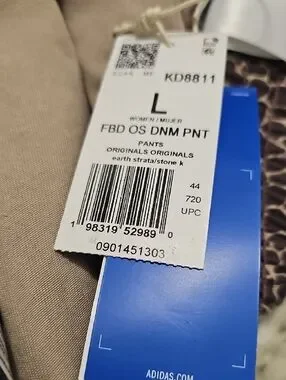 KD8811
L
WOMEN / MUJER
FBD OS DNM PNT
PANTS
ORIGINALS ORIGINALS
earth strata/stone k
44
720
UPC
1 98319 52989 0
0901451303
ADIDAS.COM